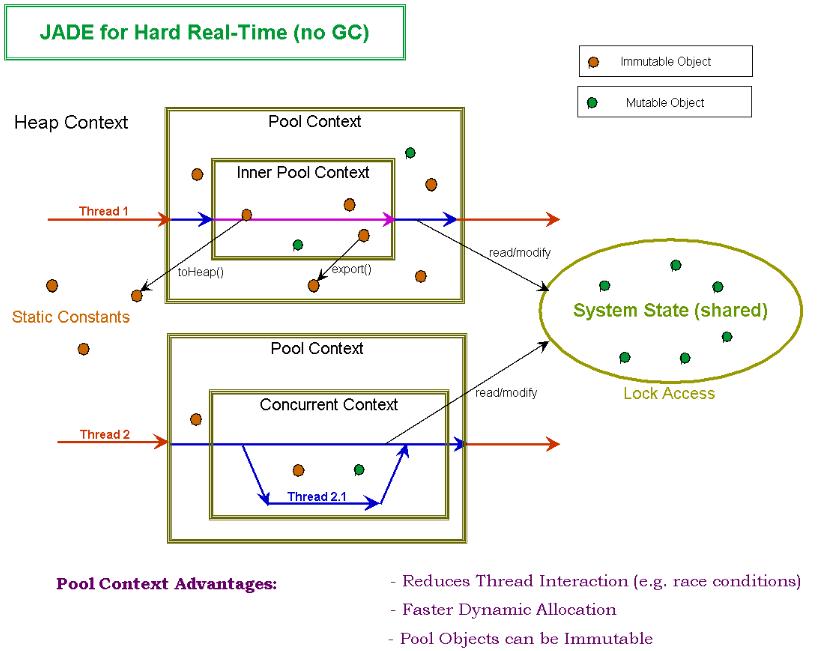 JADE for Hard Real-Time (no GC)
Immutable Object
Mutable Object
Heap Context
Pool Context
Inner Pool Context
Thread 1
toHeap()
export()
read/modify
Static Constants
System State (shared)
Lock Access
Pool Context
Concurrent Context
read/modify
Thread 2
Thread 2.1
Pool Context Advantages:
- Reduces Thread Interaction (e.g. race conditions)
- Faster Dynamic Allocation
- Pool Objects can be Immutable